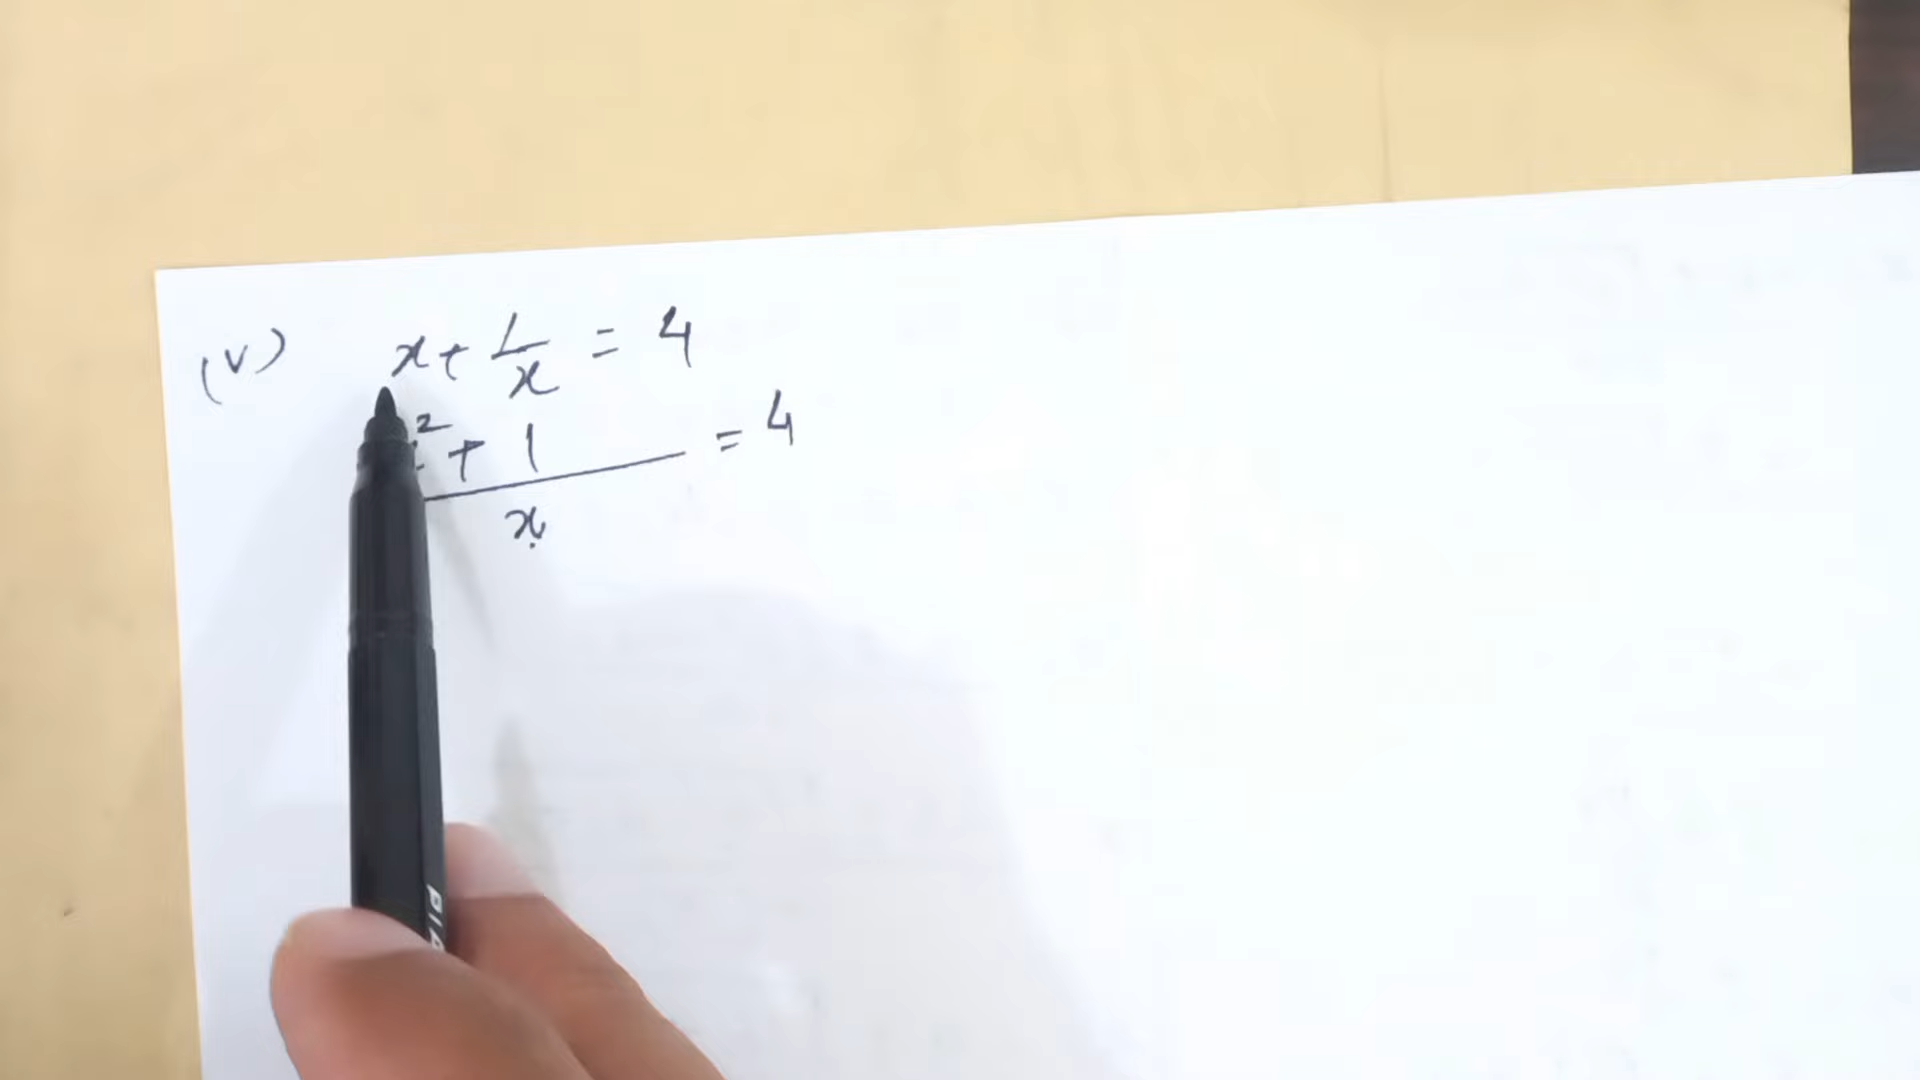 (v) x + 1/x = 4
² + 1 = 4
x